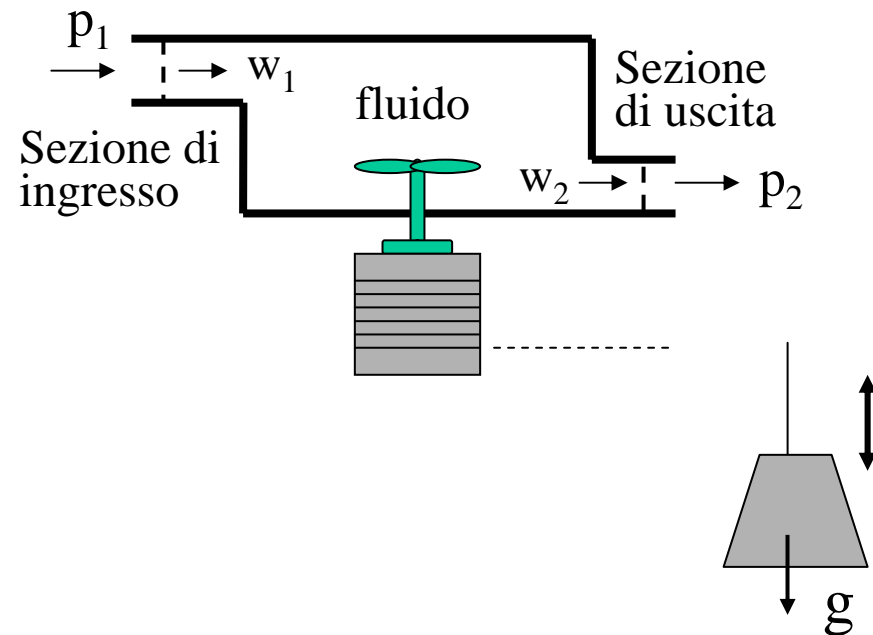 p₁
w₁
Sezione di
ingresso
fluido
Sezione
di uscita
w₂
p₂
g